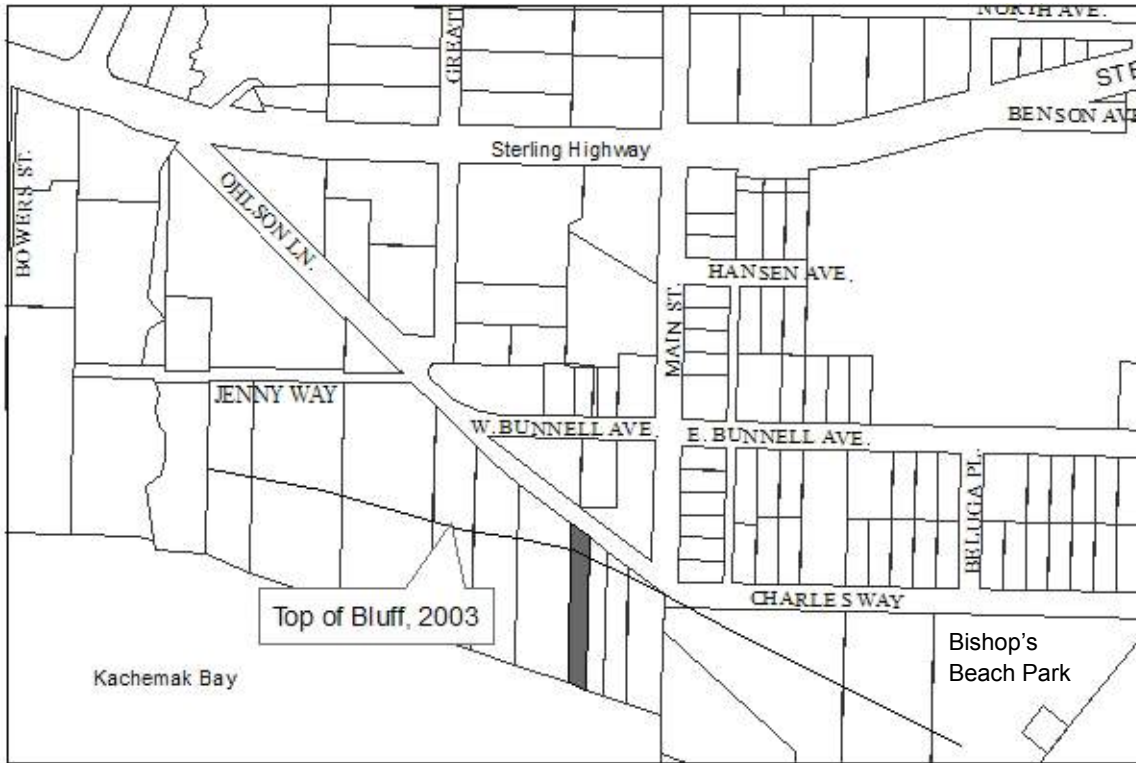 NORTH AVE.
GREAT
STE
BENSON AVE
Sterling Highway
BOWERS ST.
OHLSON LN.
HANSEN AVE.
MAIN ST.
JENNY WAY
W. BUNNELL AVE.
E. BUNNELL AVE.
BELUGA PL.
Top of Bluff, 2003
CHARLES WAY
Bishop's
Beach Park
Kachemak Bay